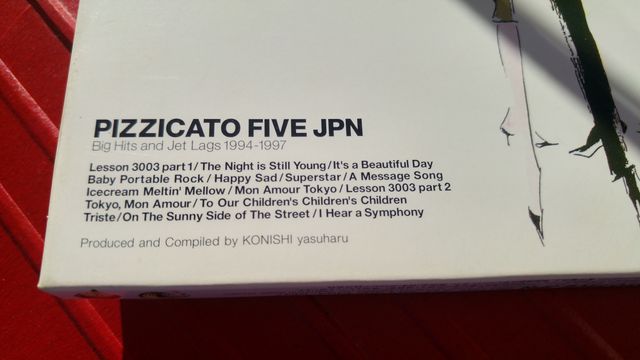 PIZZICATO FIVE JPN
Big Hits and Jet Lags 1994-1997
Lesson 3003 part 1/The Night is Still Young/It's a Beautiful Day
Baby Portable Rock/Happy Sad/Superstar/A Message Song
Icecream Meltin' Mellow/Mon Amour Tokyo/Lesson 3003 part 2
Tokyo, Mon Amour/To Our Children's Children's Children
Triste/On The Sunny Side of The Street/I Hear a Symphony
Produced and Compiled by KONISHI yasuharu